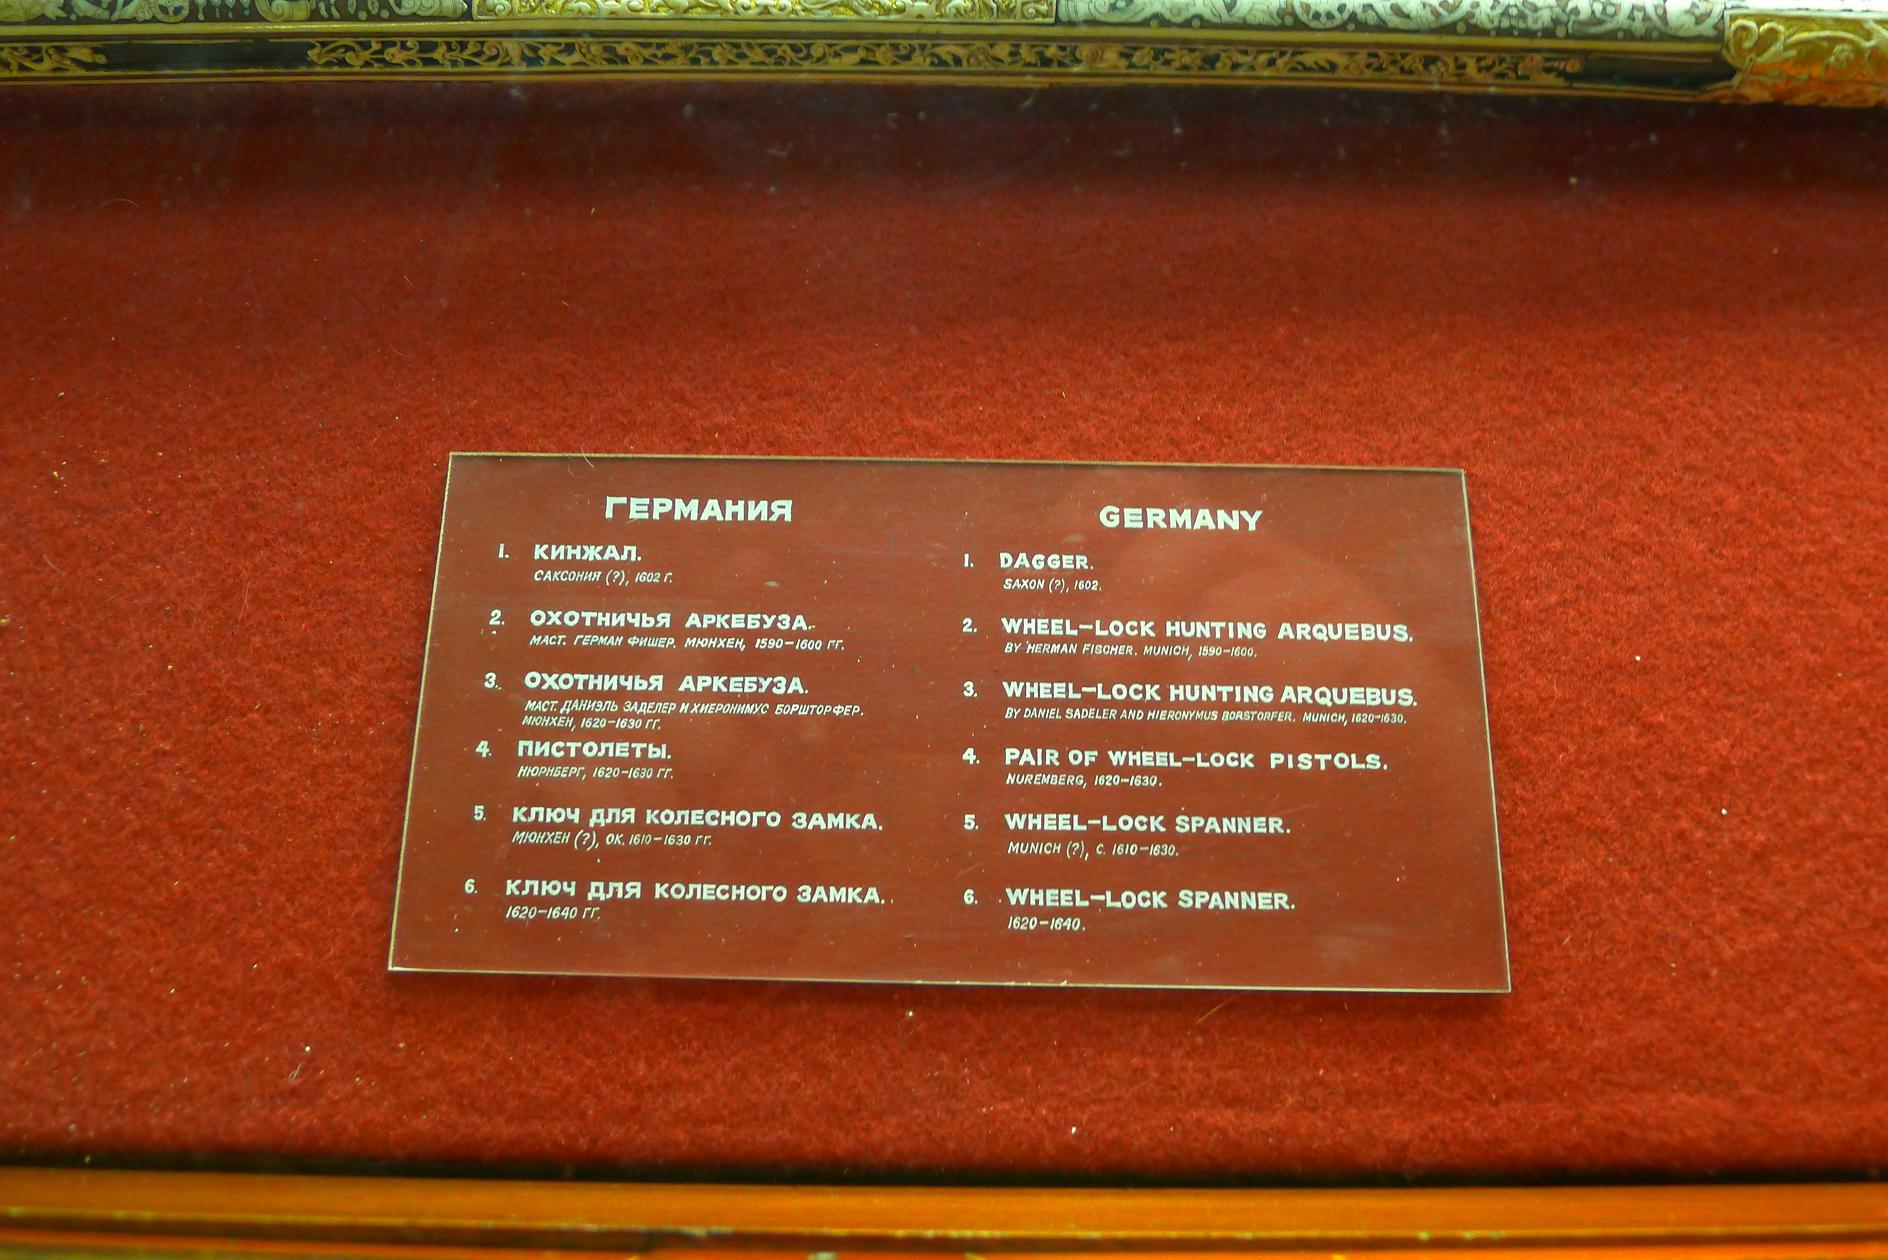 ГЕРМАНИЯ
1. КИНЖАЛ.
САКСОНИЯ (?), 1602 Г.
2. ОХОТНИЧЬЯ АРКЕБУЗА.
МАСТ. ГЕРМАН ФИШЕР. МЮНХЕН, 1590-1600 ГГ.
3. ОХОТНИЧЬЯ АРКЕБУЗА.
МАСТ. ДАНИЭЛЬ ЗАДЕЛЕР И ХИЕРОНИМУС БОРШТОРФЕР.
МЮНХЕН, 1620-1630 ГГ.
4. ПИСТОЛЕТЫ.
НЮРНБЕРГ, 1620-1630 ГГ.
5. КЛЮЧ ДЛЯ КОЛЕСНОГО ЗАМКА.
МЮНХЕН (?), ОК. 1610-1630 ГГ.
6. КЛЮЧ ДЛЯ КОЛЕСНОГО ЗАМКА.
1620-1640 ГГ.
GERMANY
1. DAGGER.
SAXON (?), 1602.
2. WHEEL-LOCK HUNTING ARQUEBUS.
BY HERMAN FISCHER. MUNICH, 1590-1600.
3. WHEEL-LOCK HUNTING ARQUEBUS.
BY DANIEL SADELER AND HIERONYMUS BORSTORFER. MUNICH, 1620-1630.
4. PAIR OF WHEEL-LOCK PISTOLS.
NUREMBERG, 1620-1630.
5. WHEEL-LOCK SPANNER.
MUNICH (?), C. 1610-1630.
6. WHEEL-LOCK SPANNER.
1620-1640.